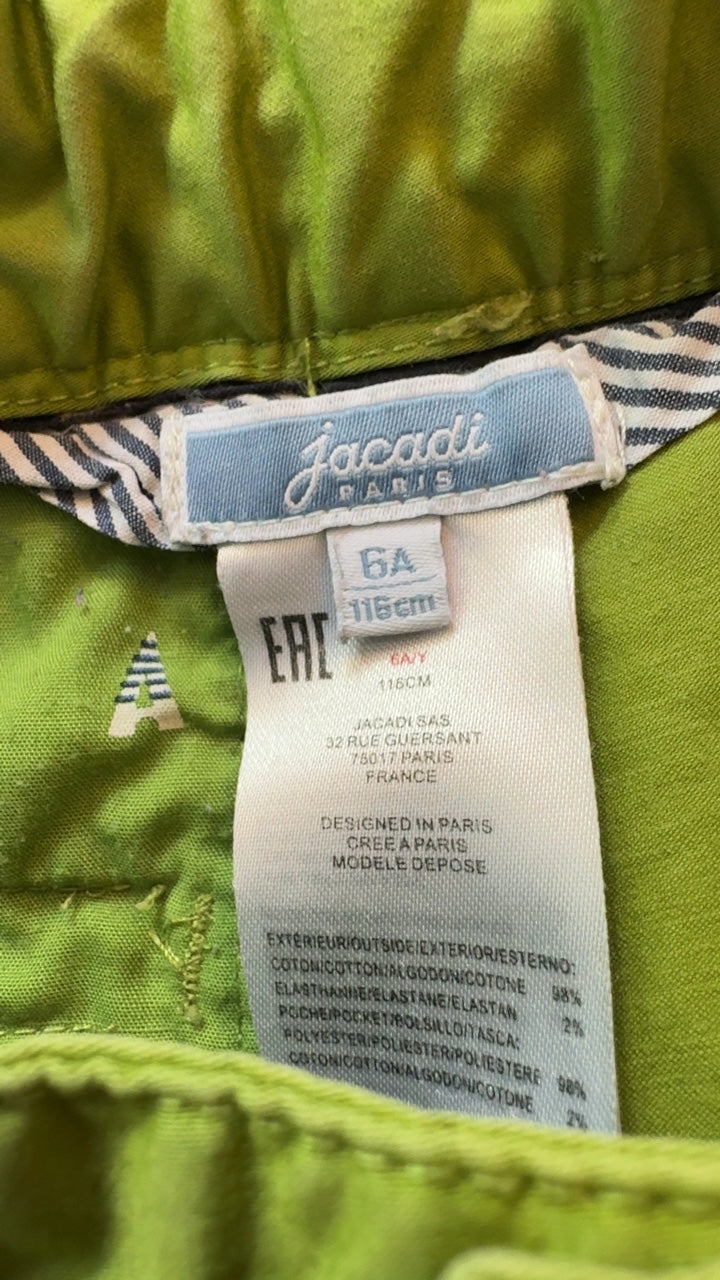 jacadi
PARIS
6A
116cm
EAC
6A/Y
116CM
JACADI SAS
32 RUE GUERSANT
75017 PARIS
FRANCE
DESIGNED IN PARIS
CREE A PARIS
MODELE DEPOSE
EXTERIEUR/OUTSIDE/EXTERIOR/ESTERNO:
COTON/COTTON/ALGODON/COTONE 98%
ELASTHANNE/ELASTANE/ELASTAN 2%
POCHE/POCKET/BOLSILLO/TASCA:
POLYESTER/POLIESTER/POLIESTERE 98%
COTON/COTTON/ALGODON/COTONE 2%
A